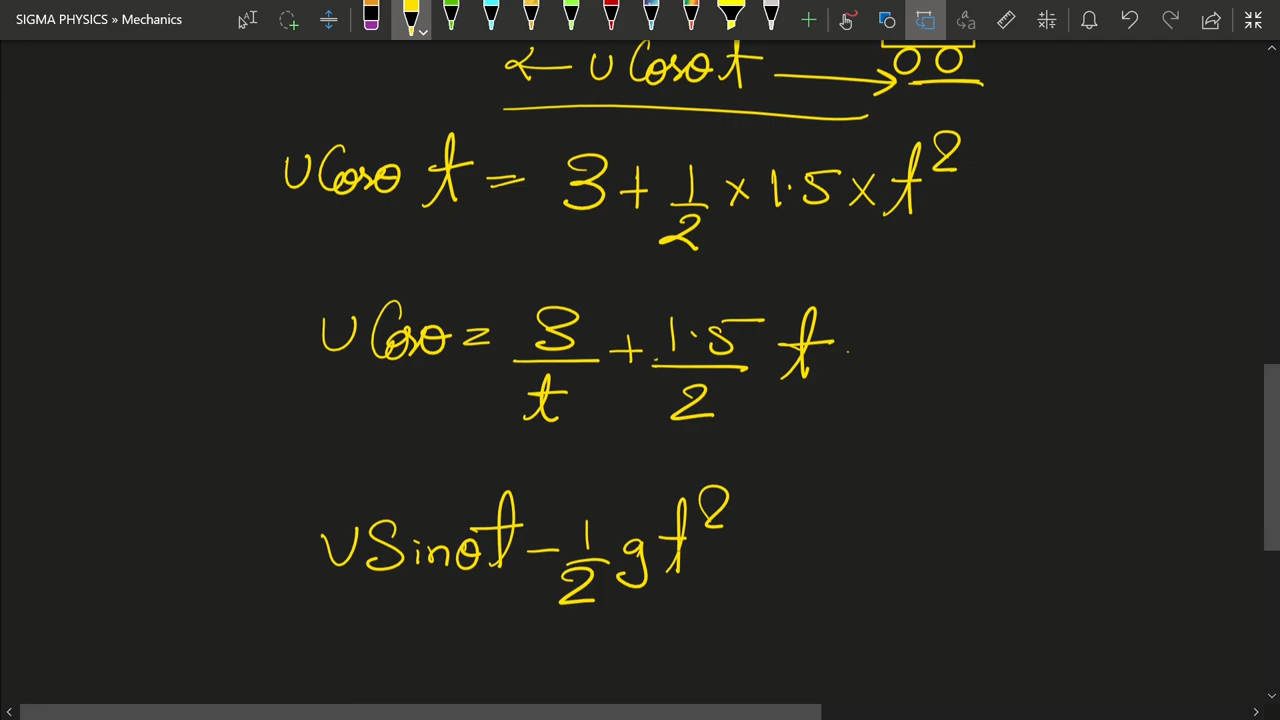 SIGMA PHYSICS » Mechanics
← u Cosθ t →
u Cosθ t = 3 + 1/2 × 1.5 × t²
u Cosθ = 3/t + 1.5/2 t
u Sinθ t - 1/2 g t²